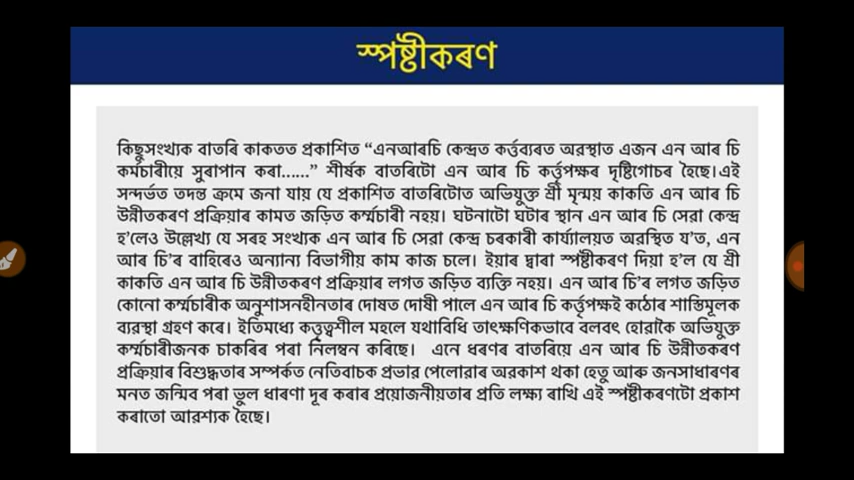 স্পষ্টীকৰণ
কিছুসংখ্যক বাতৰি কাকতত প্ৰকাশিত “এনআৰচি কেন্দ্ৰত কৰ্ত্তব্যৰত অৱস্থাত এজন এন আৰ চি
কৰ্মচাৰীয়ে সুৰাপান কৰা......” শীৰ্ষক বাতৰিটো এন আৰ চি কৰ্ত্তৃপক্ষৰ দৃষ্টিগোচৰ হৈছে।এই
সন্দৰ্ভত তদন্ত ক্ৰমে জনা যায় যে প্ৰকাশিত বাতৰিটোত অভিযুক্ত শ্ৰী মৃন্ময় কাকতি এন আৰ চি
উন্নীতকৰণ প্ৰক্ৰিয়াৰ কামত জড়িত কৰ্ম্মচাৰী নহয়। ঘটনাটো ঘটাৰ স্থান এন আৰ চি সেৱা কেন্দ্ৰ
হ’লেও উল্লেখ্য যে সৰহ সংখ্যক এন আৰ চি সেৱা কেন্দ্ৰ চৰকাৰী কাৰ্য্যালয়ত অৱস্থিত য’ত, এন
আৰ চি’ৰ বাহিৰেও অন্যান্য বিভাগীয় কাম কাজ চলে। ইয়াৰ দ্বাৰা স্পষ্টীকৰণ দিয়া হ’ল যে শ্ৰী
কাকতি এন আৰ চি উন্নীতকৰণ প্ৰক্ৰিয়াৰ লগত জড়িত ব্যক্তি নহয়। এন আৰ চি’ৰ লগত জড়িত
কোনো কৰ্ম্মচাৰীক অনুশাসনহীনতাৰ দোষত দোষী পালে এন আৰ চি কৰ্ত্তৃপক্ষই কঠোৰ শাস্তিমূলক
ব্যৱস্থা গ্ৰহণ কৰে। ইতিমধ্যে কতৃত্বশীল মহলে যথাবিধি তাৎক্ষণিকভাবে বলবৎ হোৱাকৈ অভিযুক্ত
কৰ্ম্মচাৰীজনক চাকৰিৰ পৰা নিলম্বন কৰিছে। এনে ধৰণৰ বাতৰিয়ে এন আৰ চি উন্নীতকৰণ
প্ৰক্ৰিয়াৰ বিশুদ্ধতাৰ সম্পৰ্কত নেতিবাচক প্ৰভাৱ পেলোৱাৰ অৱকাশ থকা হেতু আৰু জনসাধাৰণৰ
মনত জন্মিব পৰা ভুল ধাৰণা দূৰ কৰাৰ প্ৰয়োজনীয়তাৰ প্ৰতি লক্ষ্য ৰাখি এই স্পষ্টীকৰণটো প্ৰকাশ
কৰাতো আৱশ্যক হৈছে।